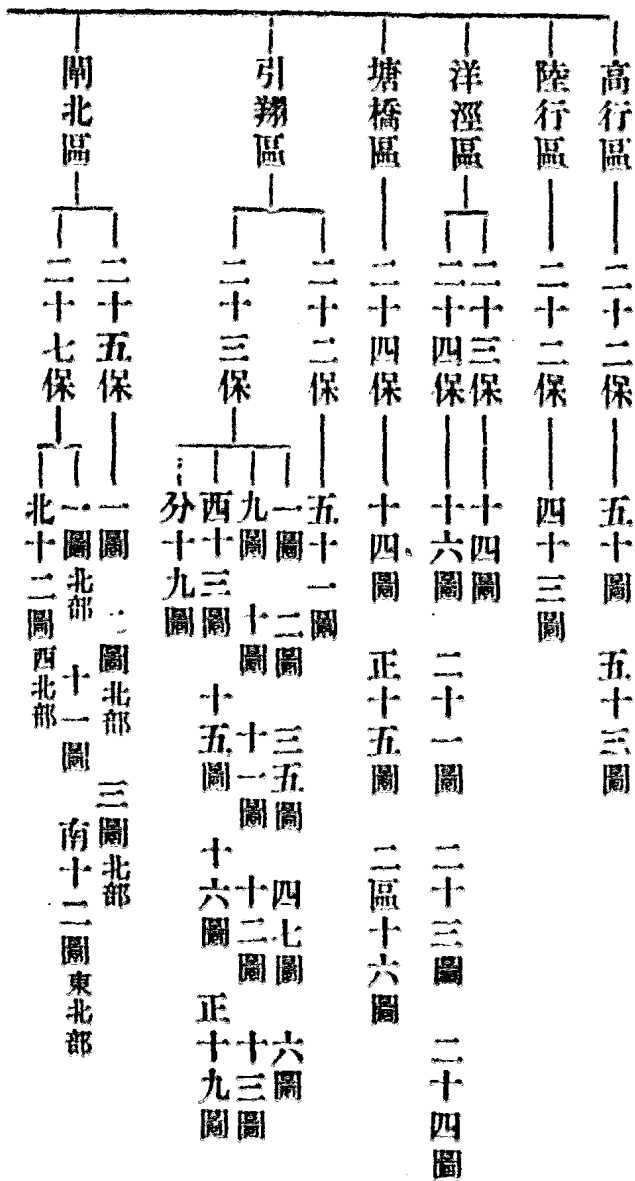 高行區
二十二保
五十圖 五十三圖
陸行區
二十二保
四十三圖
洋涇區
二十三保
十四圖
二十四保
十六圖 二十一圖 二十三圖 二十四圖
塘橋區
二十四保
十四圖 正十五圖 二區十六圖
引翔區
二十二保
五十一圖
二十三保
一圖 二圖 三五圖 四七圖 六圖
九圖 十圖 十一圖 十二圖 十三圖
西十三圖 十五圖 十六圖 正十九圖
分十九圖
閘北區
二十五保
一圖 二圖北部 三圖北部
二十七保
一圖北部 十一圖 南十二圖東北部
北十二圖西北部